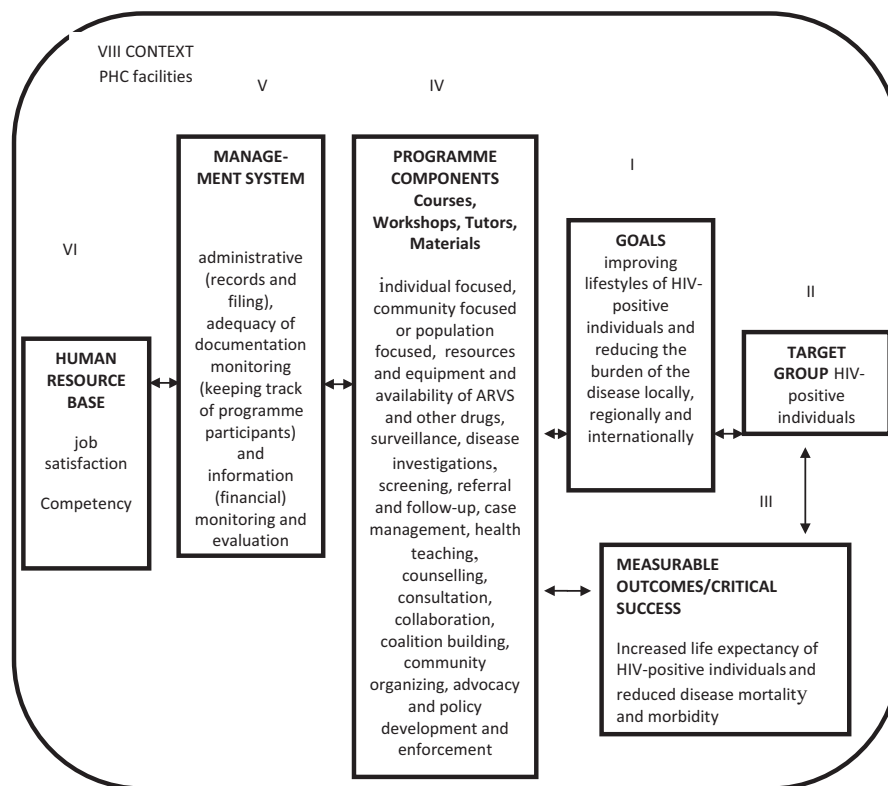 VIII CONTEXT
PHC facilities
V
IV
I
II
III
VI
MANAGE-
MENT SYSTEM
administrative
(records and
filing),
adequacy of
documentation
monitoring
(keeping track
of programme
participants)
and
information
(financial)
monitoring and
evaluation
PROGRAMME
COMPONENTS
Courses,
Workshops, Tutors,
Materials
individual focused,
community focused
or population
focused, resources
and equipment and
availability of ARVS
and other drugs,
surveillance, disease
investigations,
screening, referral
and follow-up, case
management, health
teaching,
counselling,
consultation,
collaboration,
coalition building,
community
organizing, advocacy
and policy
development and
enforcement
GOALS
improving
lifestyles of HIV-
positive
individuals and
reducing the
burden of the
disease locally,
regionally and
internationally
TARGET
GROUP HIV-
positive
individuals
HUMAN
RESOURCE
BASE
job
satisfaction
Competency
MEASURABLE
OUTCOMES/CRITICAL
SUCCESS
Increased life expectancy of
HIV-positive individuals and
reduced disease mortality
and morbidity